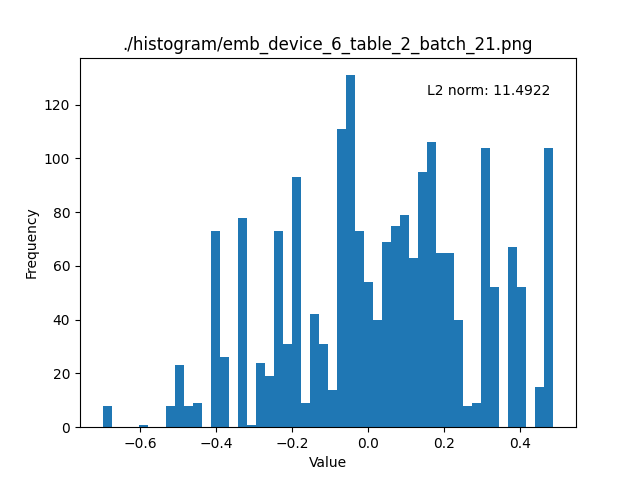 ./histogram/emb_device_6_table_2_batch_21.png
L2 norm: 11.4922
120
100
80
60
40
20
0
Frequency
−0.6 −0.4 −0.2 0.0 0.2 0.4
Value